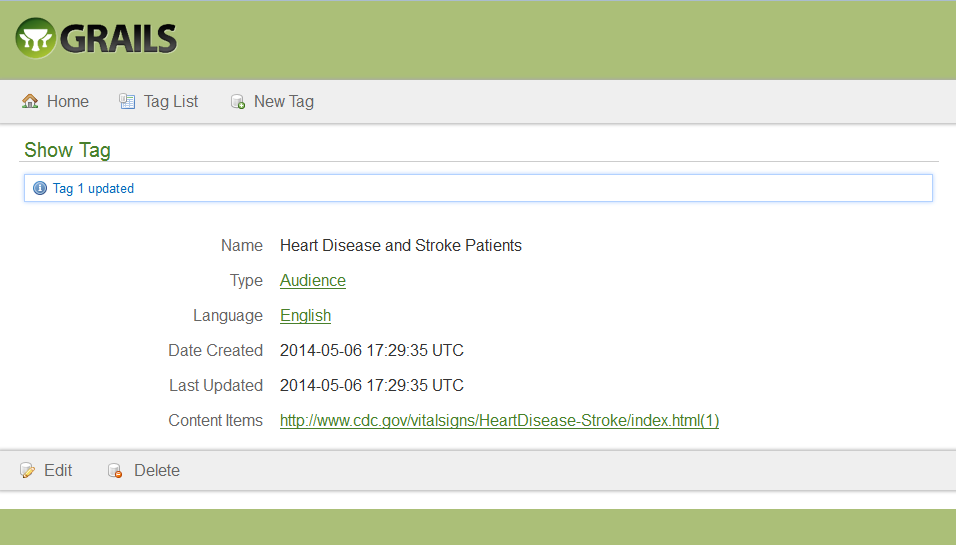 GRAILS
Home Tag List New Tag
Show Tag
Tag 1 updated
Name Heart Disease and Stroke Patients
Type Audience
Language English
Date Created 2014-05-06 17:29:35 UTC
Last Updated 2014-05-06 17:29:35 UTC
Content Items http://www.cdc.gov/vitalsigns/HeartDisease-Stroke/index.html(1)
Edit Delete